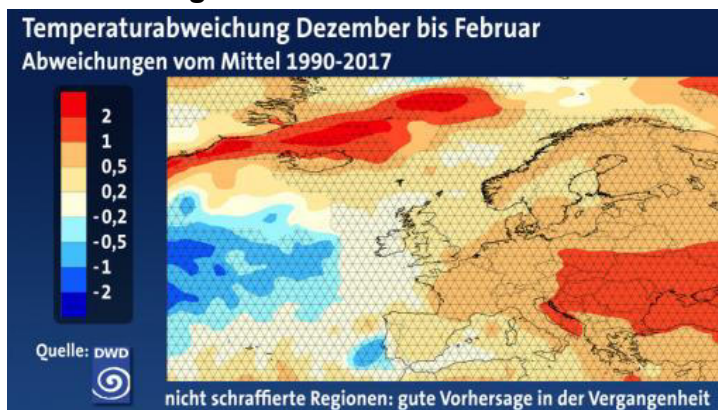 Temperaturabweichung Dezember bis Februar
Abweichungen vom Mittel 1990-2017
2
1
0,5
0,2
-0,2
-0,5
-1
-2
Quelle: DWD
nicht schraffierte Regionen: gute Vorhersage in der Vergangenheit